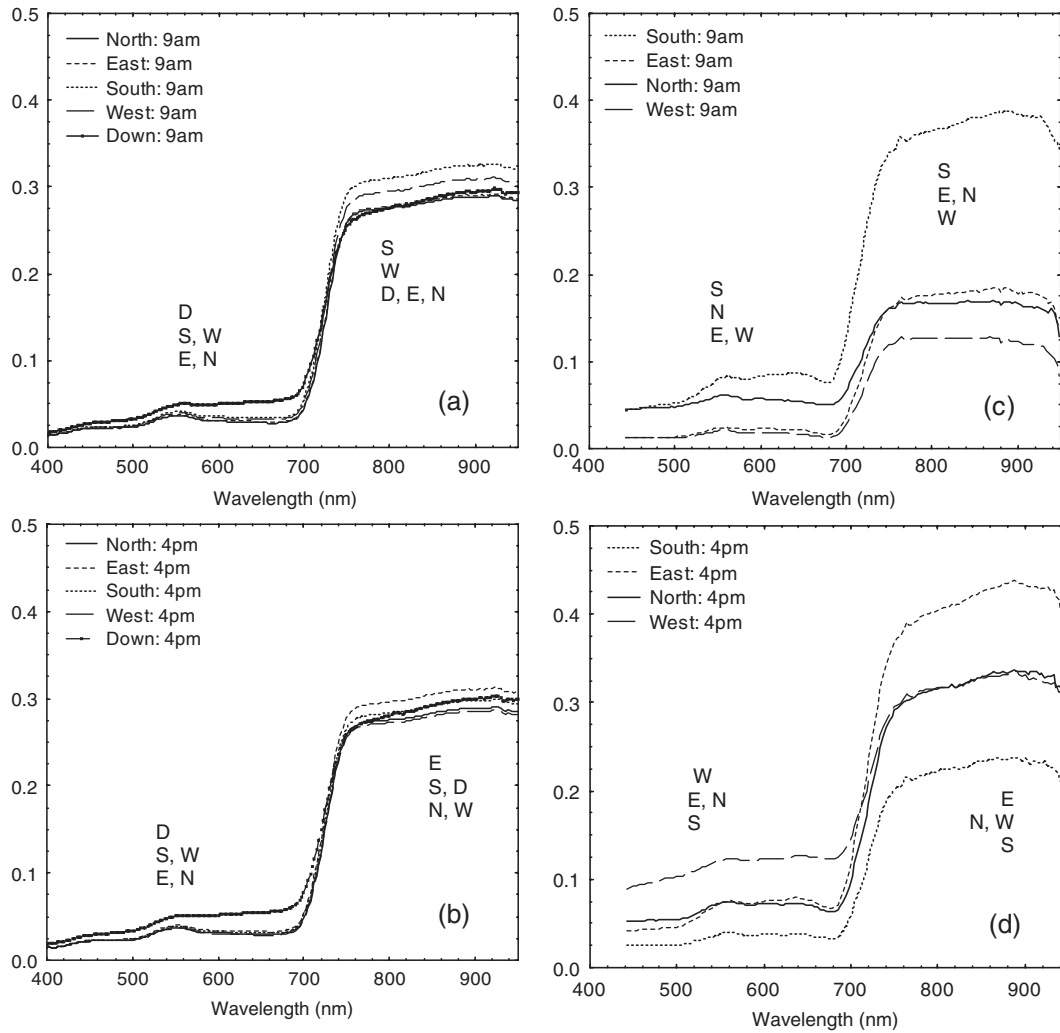 0.5
North: 9am
East: 9am
South: 9am
West: 9am
Down: 9am
0.4
0.3
S
W
D, E, N
0.2
D
S, W
E, N
0.1
(a)
0.0
400 500 600 700 800 900
Wavelength (nm)
0.5
South: 9am
East: 9am
North: 9am
West: 9am
0.4
S
E, N
W
0.3
0.2
S
N
E, W
0.1
(c)
0.0
400 500 600 700 800 900
Wavelength (nm)
0.5
North: 4pm
East: 4pm
South: 4pm
West: 4pm
Down: 4pm
0.4
0.3
E
S, D
N, W
0.2
D
S, W
E, N
0.1
(b)
0.0
400 500 600 700 800 900
Wavelength (nm)
0.5
South: 4pm
East: 4pm
North: 4pm
West: 4pm
0.4
0.3
W
E, N
S
0.2
E
N, W
S
0.1
(d)
0.0
400 500 600 700 800 900
Wavelength (nm)